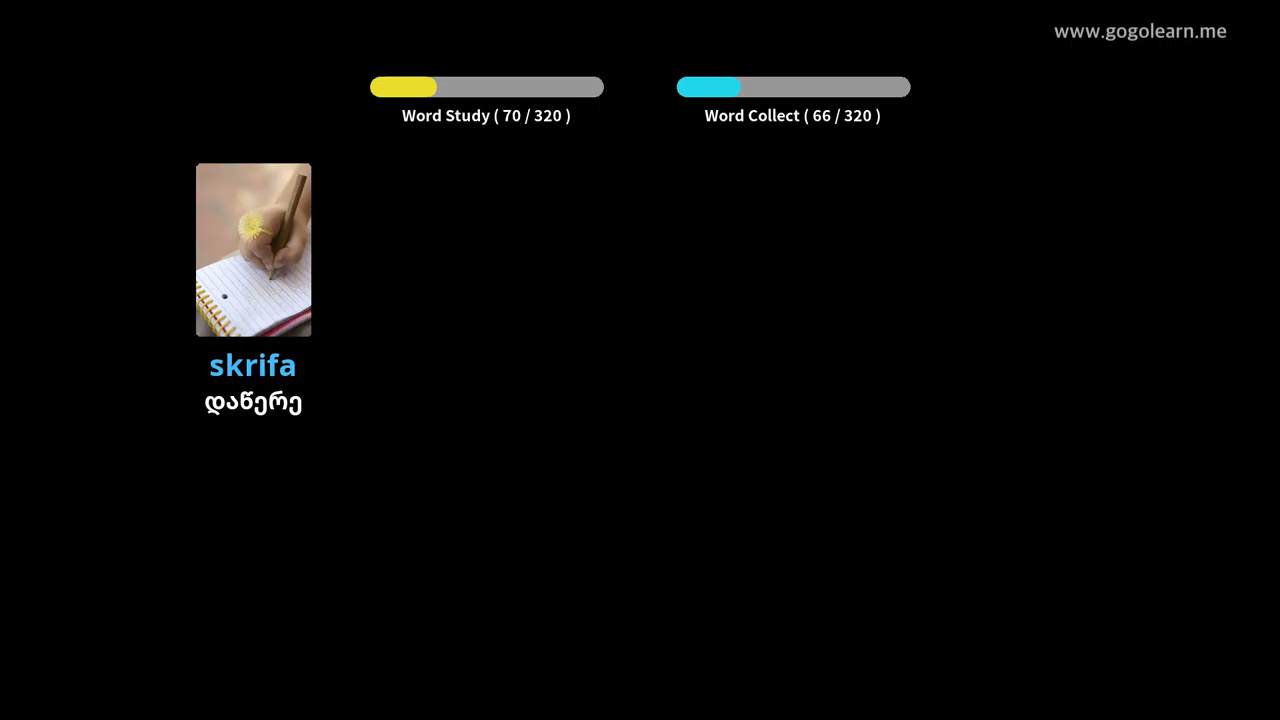 www.gogolearn.me
Word Study ( 70 / 320 )
Word Collect ( 66 / 320 )
skrifa
დაწერე